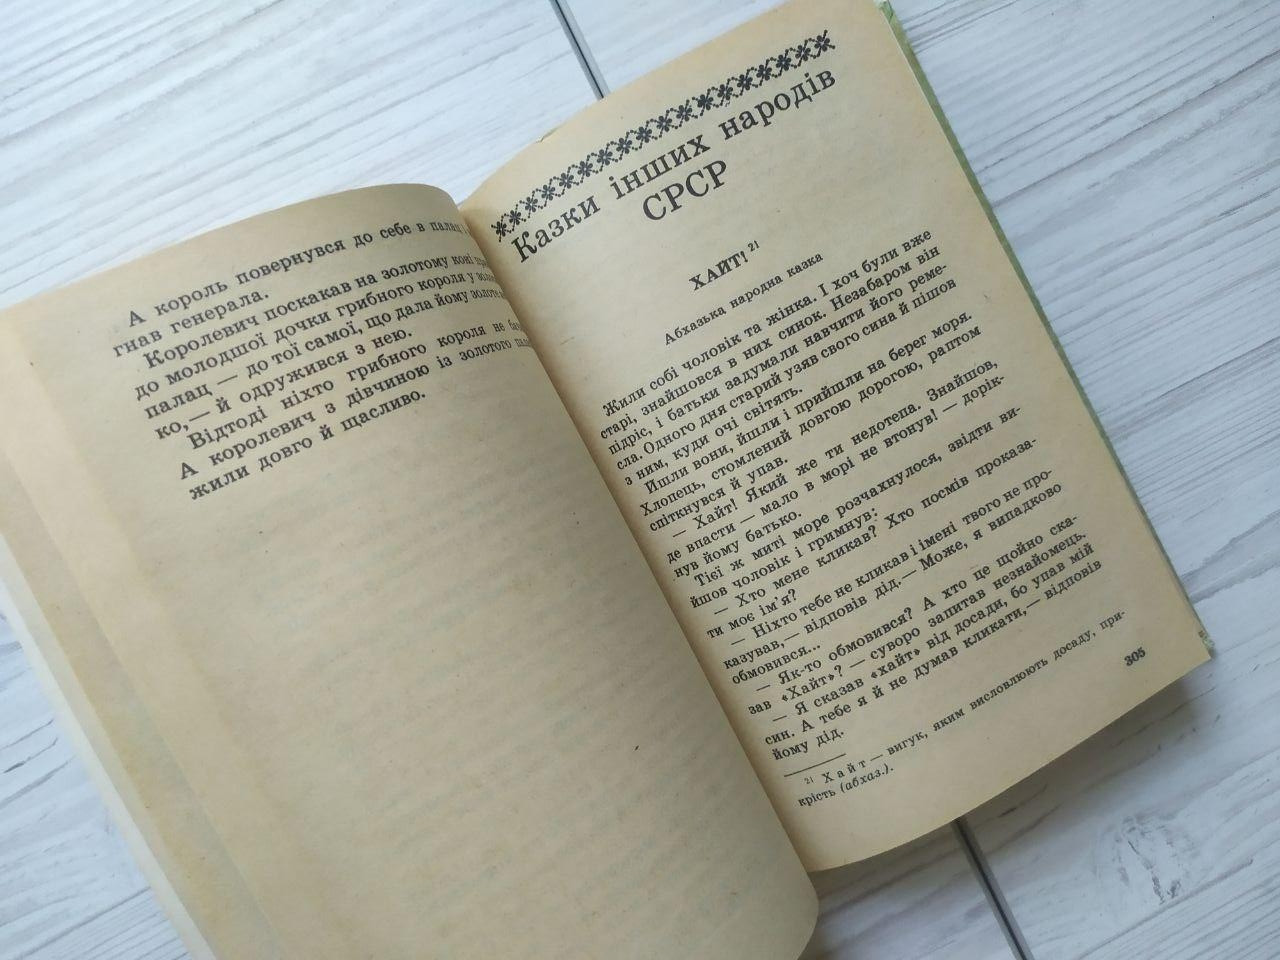 А король повернувся до себе в палац і
гнав генерала.
Королевич поскакав на золотому коні
до молодшої дочки грибного короля у
палац — до тої самої, що дала йому
ко,— й одружився з нею.
Відтоді ніхто грибного короля не
А королевич з дівчиною із золотого
жили довго й щасливо.
Казки інших народів
СРСР
ХАЙТ! 21
Абхазька народна казка
Жили собі чоловік та жінка. І хоч були вже
старі, знайшовся в них синок. Незабаром він
підріс, і батьки задумали навчити його реме-
сла. Одного дня старий узяв свого сина й пішов
з ним, куди очі світять.
Йшли вони, йшли і прийшли на берег моря.
Хлопець, стомлений довгою дорогою, раптом
спіткнувся й упав.
— Хайт! Який же ти недотепа. Знайшов,
де впасти — мало в морі не втонув! — дорік-
нув йому батько.
Тієї ж миті море розчахнулося, звідти ви-
йшов чоловік і гримнув:
— Хто мене кликав? Хто посмів проказа-
ти моє ім'я?
— Ніхто тебе не кликав і імені твого не про-
казував,— відповів дід.— Може, я випадково
обмовився...
— Як-то обмовився? А хто це щойно ска-
зав «Хайт»? — суворо запитав незнайомець.
— Я сказав «хайт» від досади, бо упав мій
син. А тебе я й не думав кликати,— відповів
йому дід.
21 Хайт — вигук, яким висловлюють досаду, при-
крість (абхаз.).
305